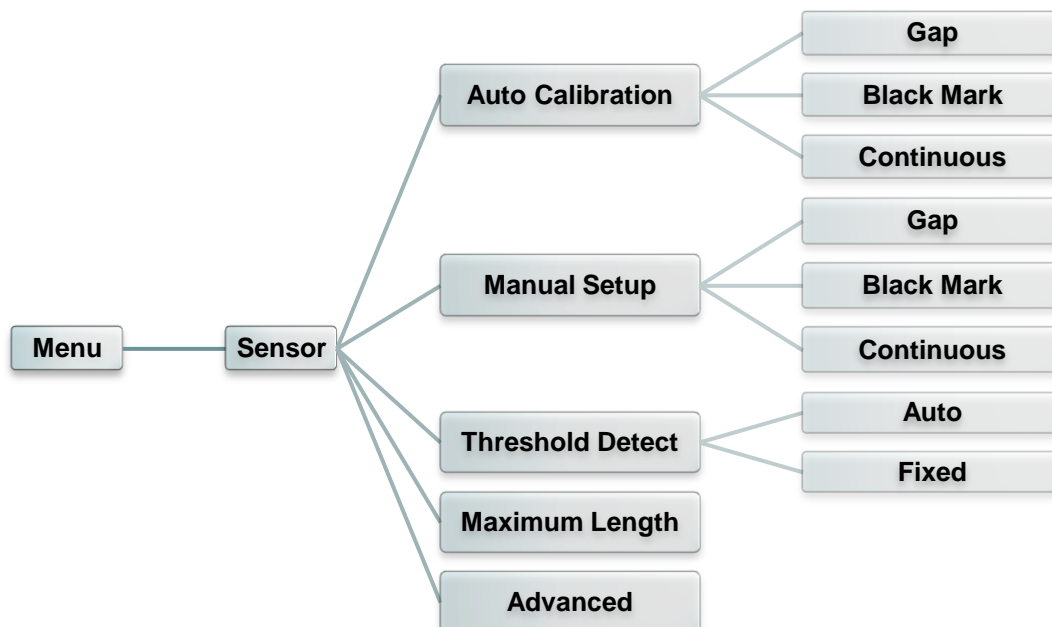 Menu
Sensor
Auto Calibration
Gap
Black Mark
Continuous
Manual Setup
Gap
Black Mark
Continuous
Threshold Detect
Auto
Fixed
Maximum Length
Advanced